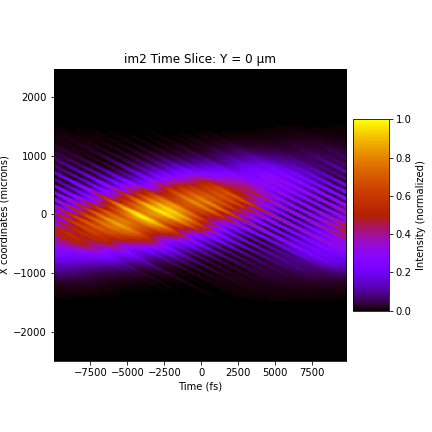 im2 Time Slice: Y = 0 μm
2000
1000
0
−1000
−2000
X coordinates (microns)
−7500 −5000 −2500 0 2500 5000 7500
Time (fs)
1.0
0.8
0.6
0.4
0.2
0.0
Intensity (normalized)